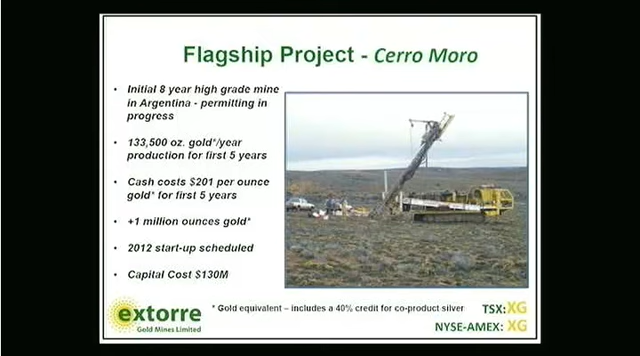 Flagship Project - Cerro Moro
• Initial 8 year high grade mine
in Argentina - permitting in
progress
• 133,500 oz. gold*/year
production for first 5 years
• Cash costs $201 per ounce
gold* for first 5 years
• +1 million ounces gold*
• 2012 start-up scheduled
• Capital Cost $130M
extorre
Gold Mines Limited
* Gold equivalent – includes a 40% credit for co-product silver
TSX:XG
NYSE-AMEX: XG